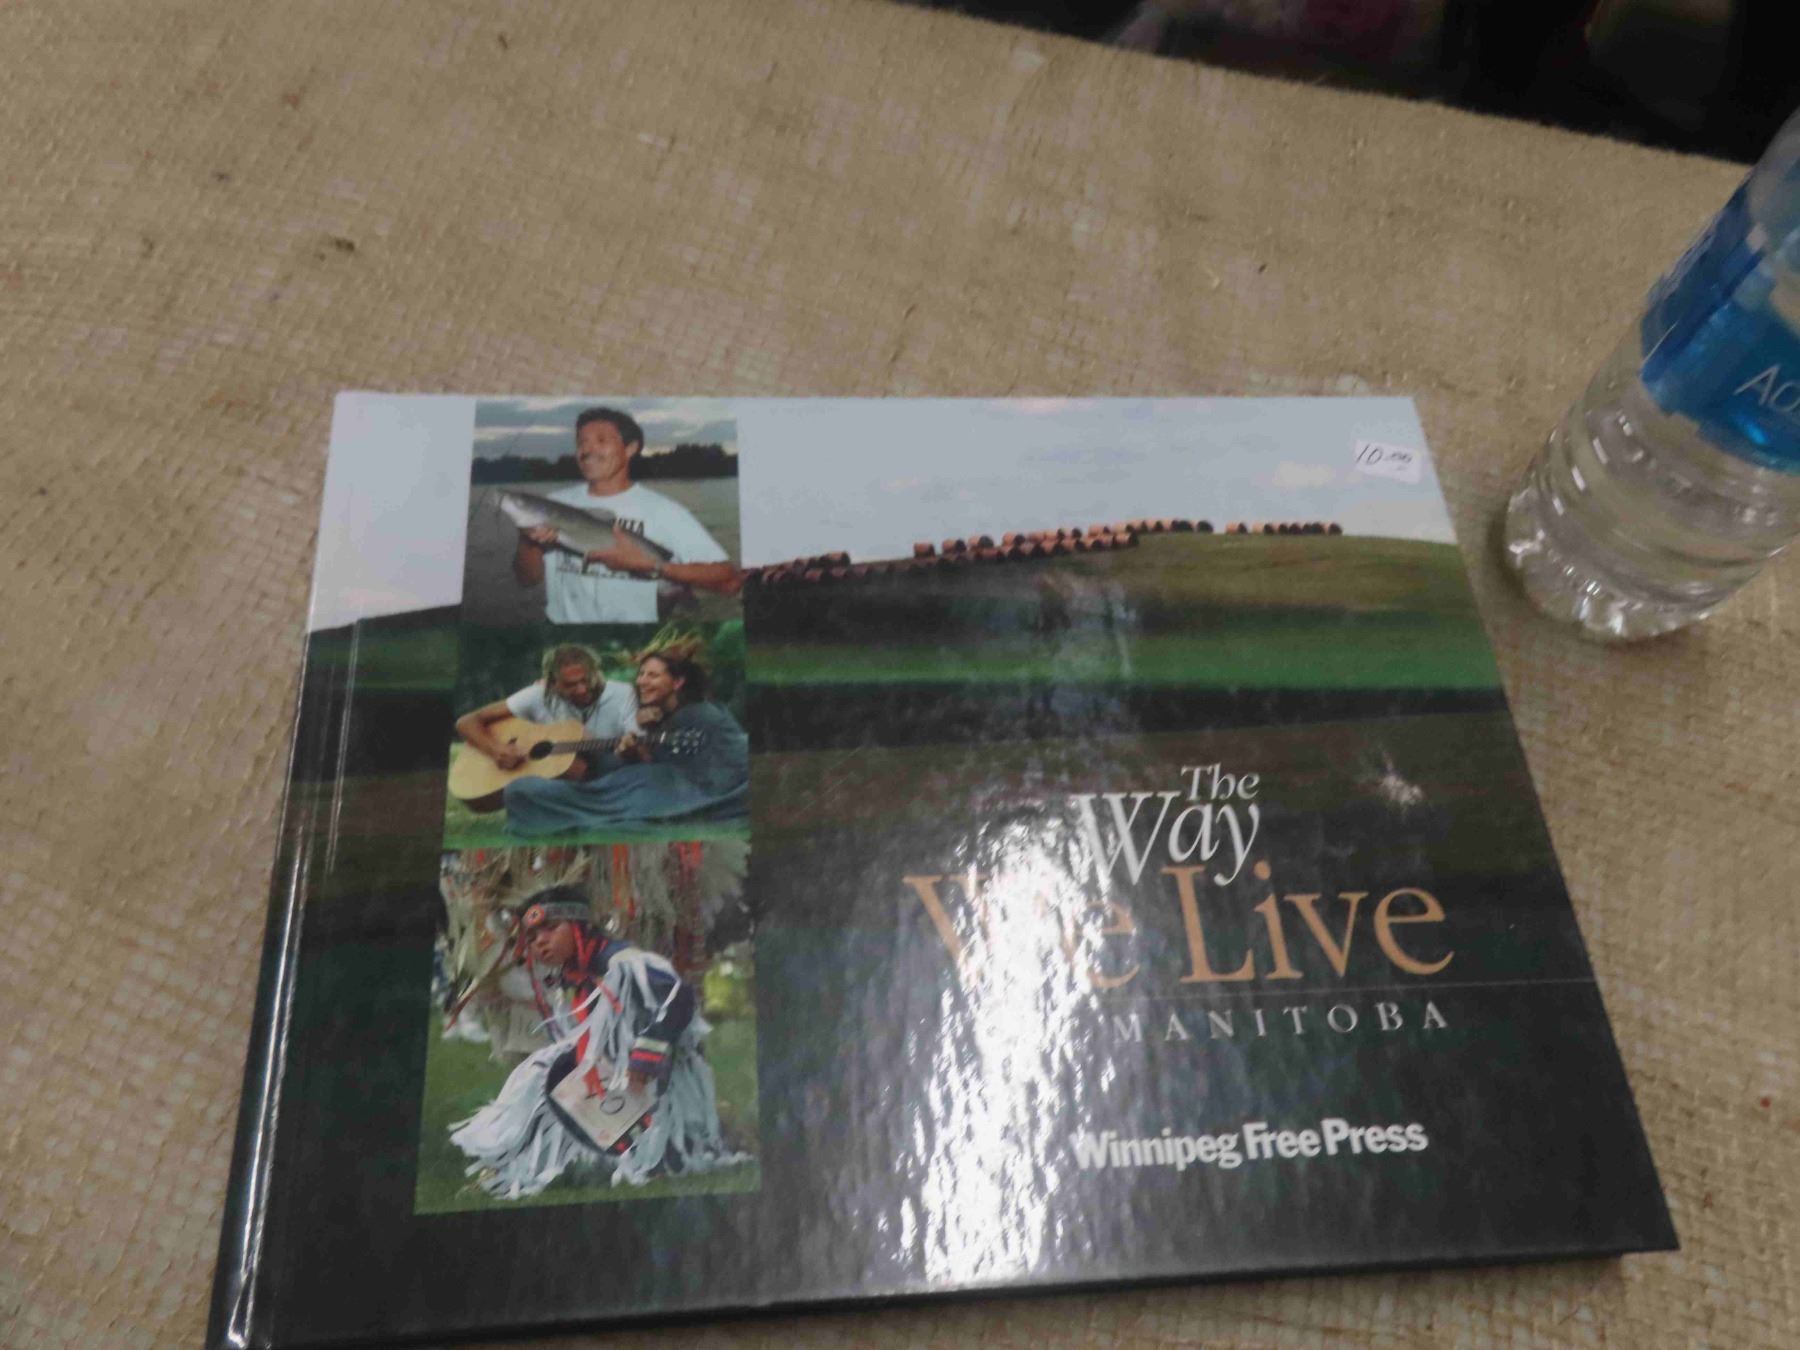 10.00
The
Way
We Live
MANITOBA
Winnipeg Free Press